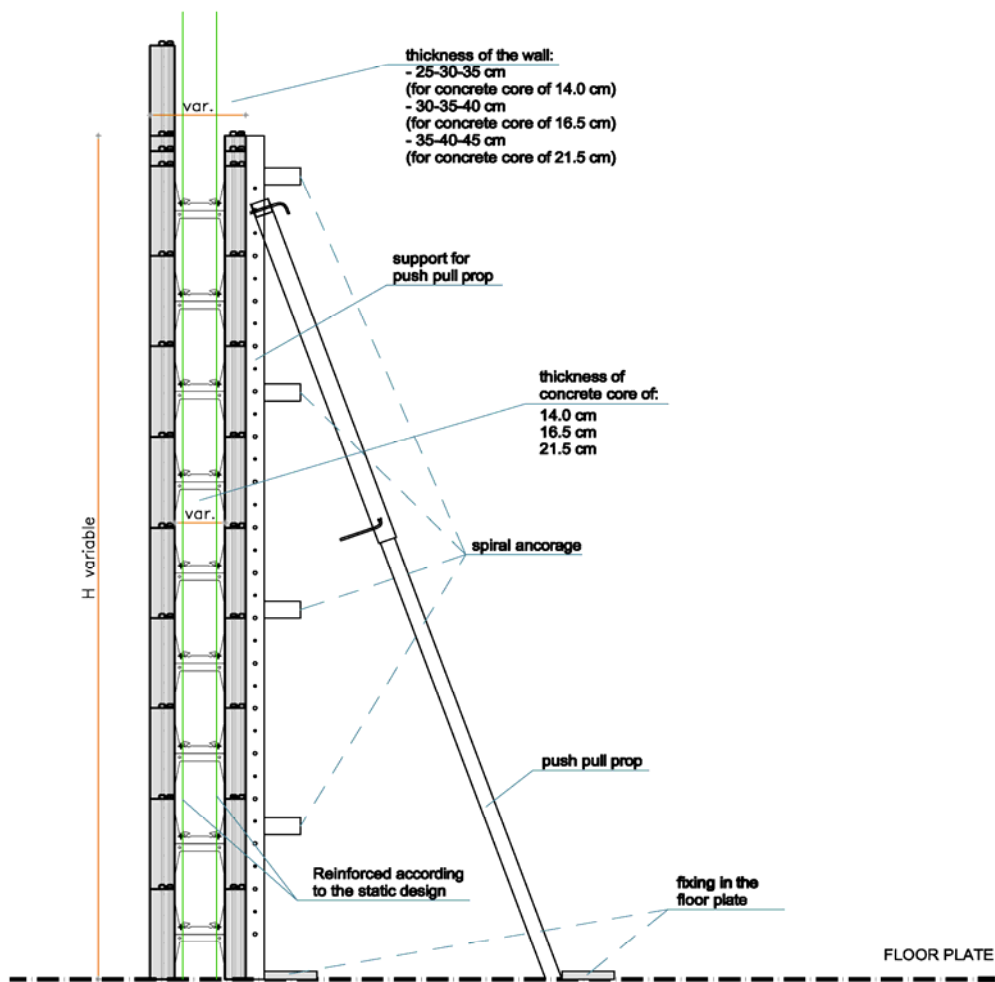 thickness of the wall:
- 25-30-35 cm
(for concrete core of 14.0 cm)
- 30-35-40 cm
(for concrete core of 16.5 cm)
- 35-40-45 cm
(for concrete core of 21.5 cm)
var.
support for
push pull prop
thickness of
concrete core of:
14.0 cm
16.5 cm
21.5 cm
var.
H variable
spiral ancorage
push pull prop
Reinforced according
to the static design
fixing in the
floor plate
FLOOR PLATE